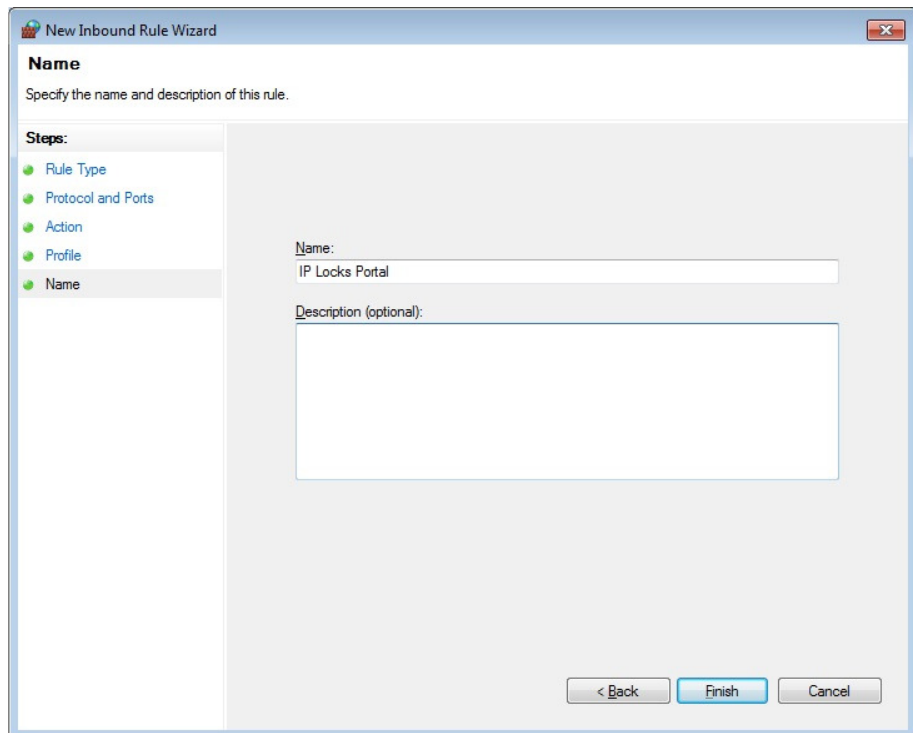 New Inbound Rule Wizard
Name
Specify the name and description of this rule.
Steps:
Rule Type
Protocol and Ports
Action
Profile
Name
Name:
IP Locks Portal
Description (optional):
< Back
Finish
Cancel